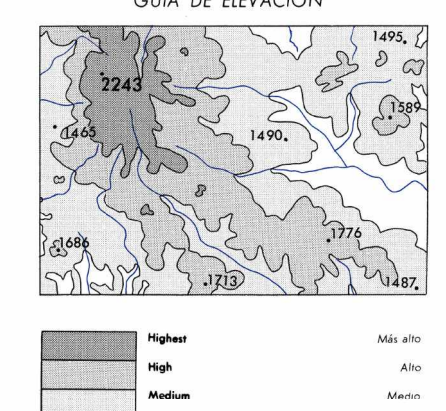 GUIA DE ELEVACION
1495
2243
1589
1465
1490
1776
1686
1713
1487
Highest Más alto
High Alto
Medium Medio